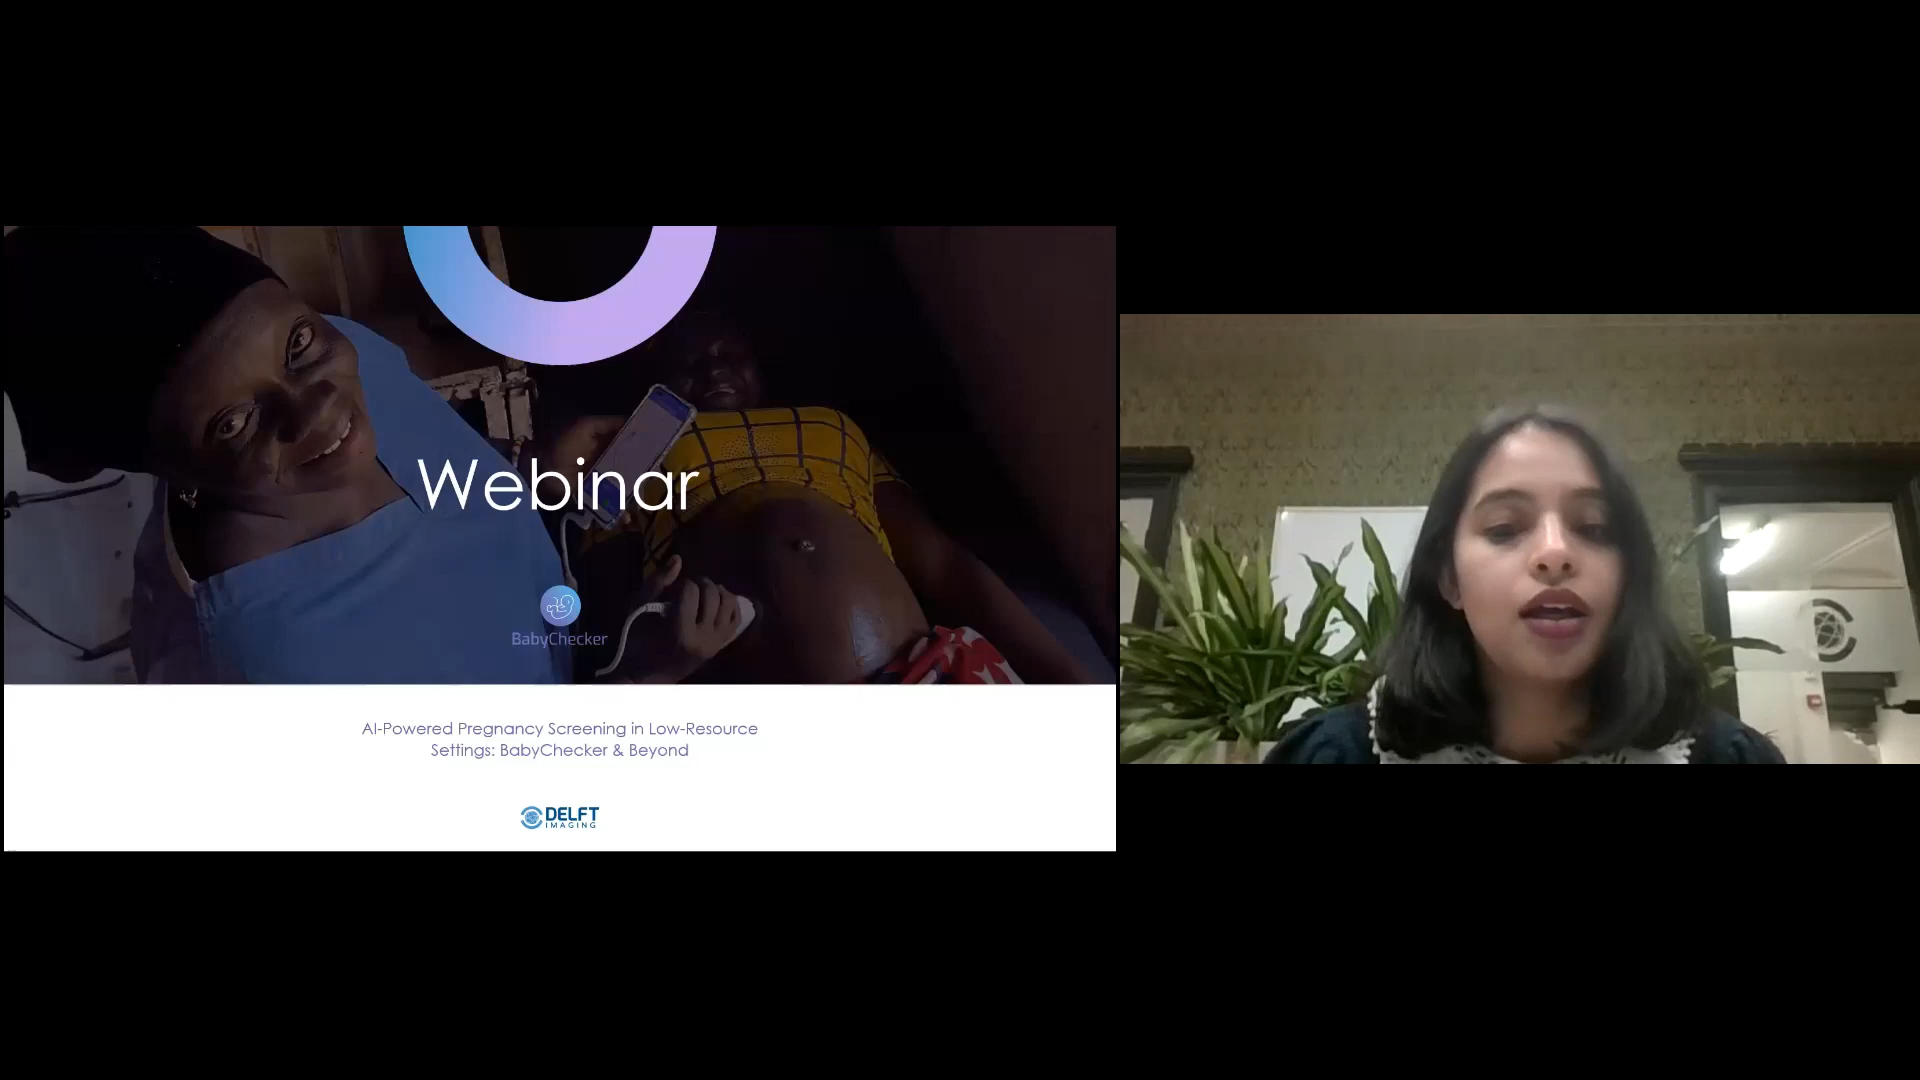 Webinar
BabyChecker
AI-Powered Pregnancy Screening in Low-Resource
Settings: BabyChecker & Beyond
DELFT
IMAGING